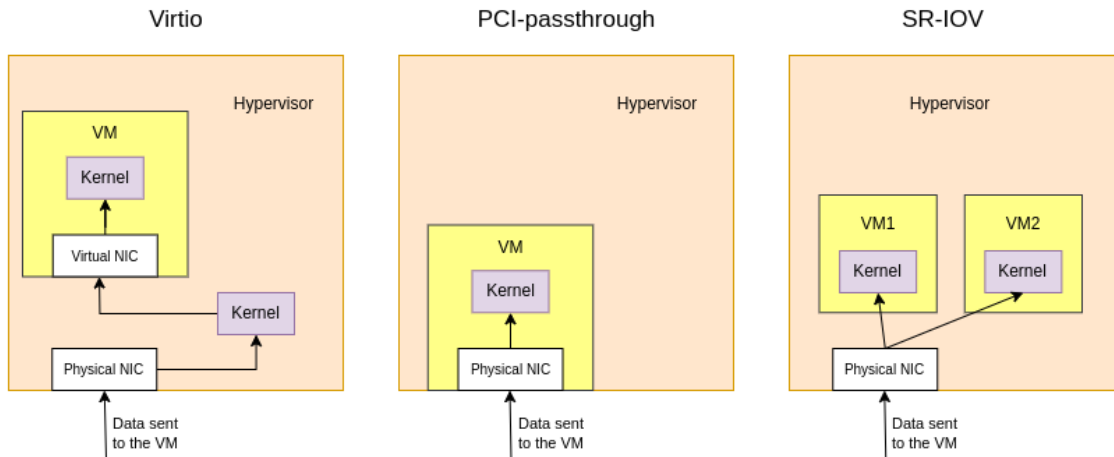 Virtio
Hypervisor
VM
Kernel
Virtual NIC
Kernel
Physical NIC
Data sent
to the VM
PCI-passthrough
Hypervisor
VM
Kernel
Physical NIC
Data sent
to the VM
SR-IOV
Hypervisor
VM1
VM2
Kernel
Kernel
Physical NIC
Data sent
to the VM